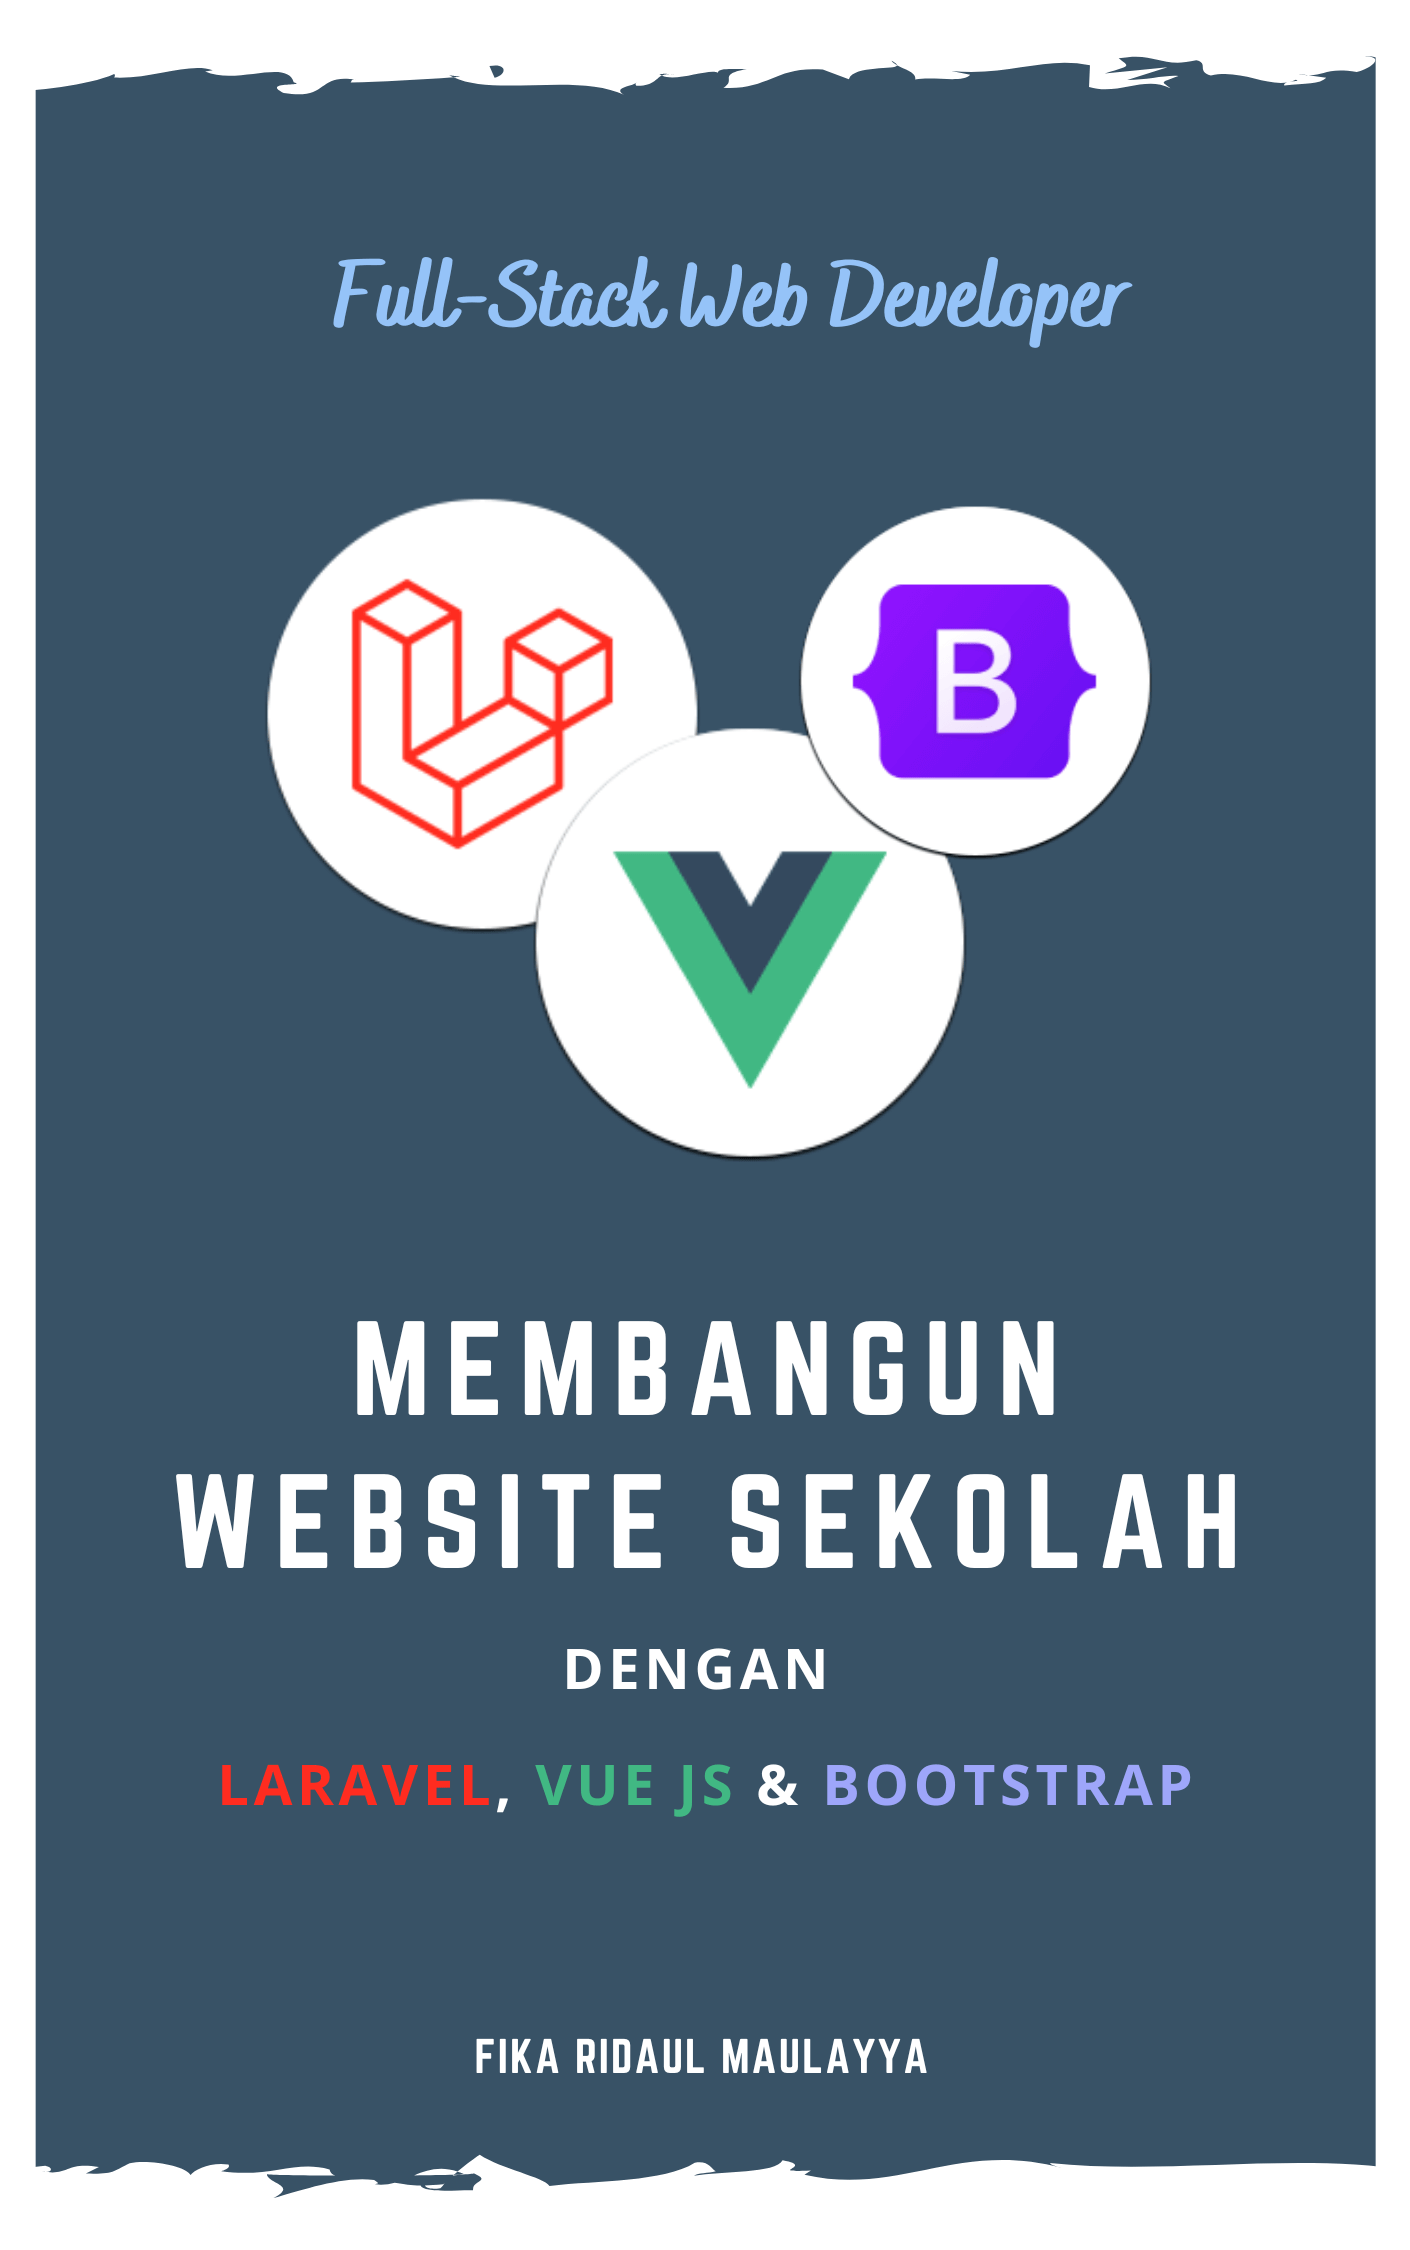 Full-Stack Web Developer
B
MEMBANGUN
WEBSITE SEKOLAH
DENGAN
LARAVEL, VUE JS & BOOTSTRAP
FIKA RIDAUL MAULAYYA